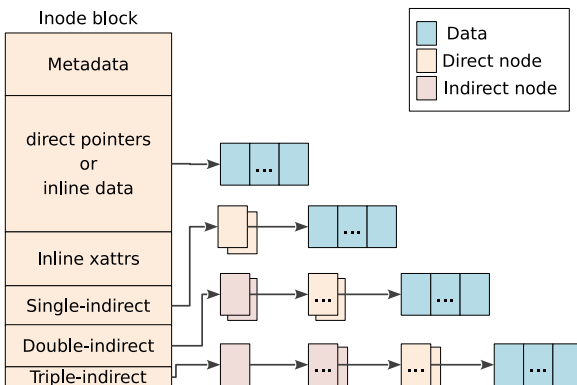 Inode block
Metadata
direct pointers
or
inline data
Inline xattrs
Single-indirect
Double-indirect
Triple-indirect
Data
Direct node
Indirect node
...
...
...
...
...
...
...